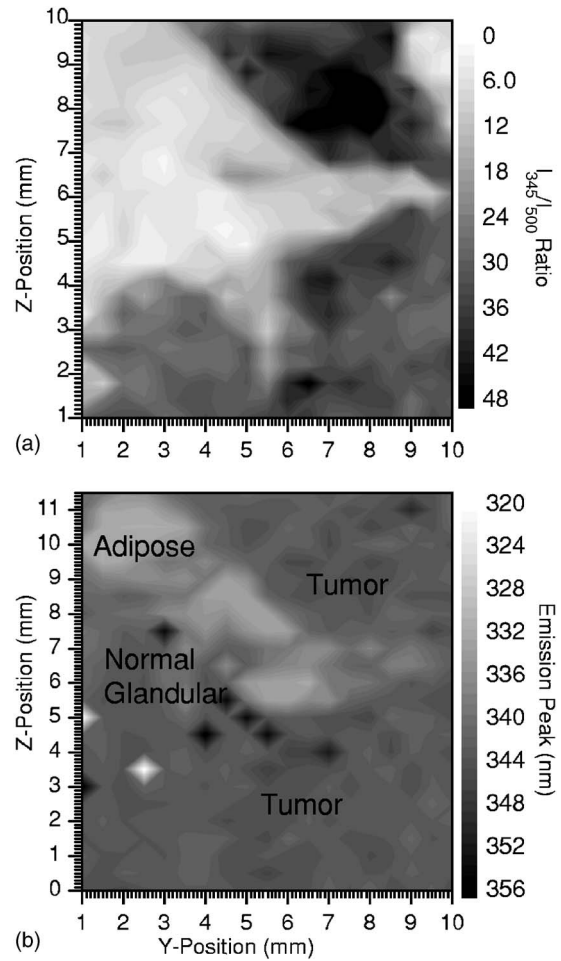 10
9
8
7
6
5
4
3
2
1
Z-Position (mm)
1 2 3 4 5 6 7 8 9 10
0
6.0
12
18
24
30
36
42
48
I345/I500 Ratio
(a)
11
10
9
8
7
6
5
4
3
2
1
0
Z-Position (mm)
Adipose
Tumor
Normal
Glandular
Tumor
320
324
328
332
336
340
344
348
352
356
Emission Peak (nm)
1 2 3 4 5 6 7 8 9 10
(b)
Y-Position (mm)